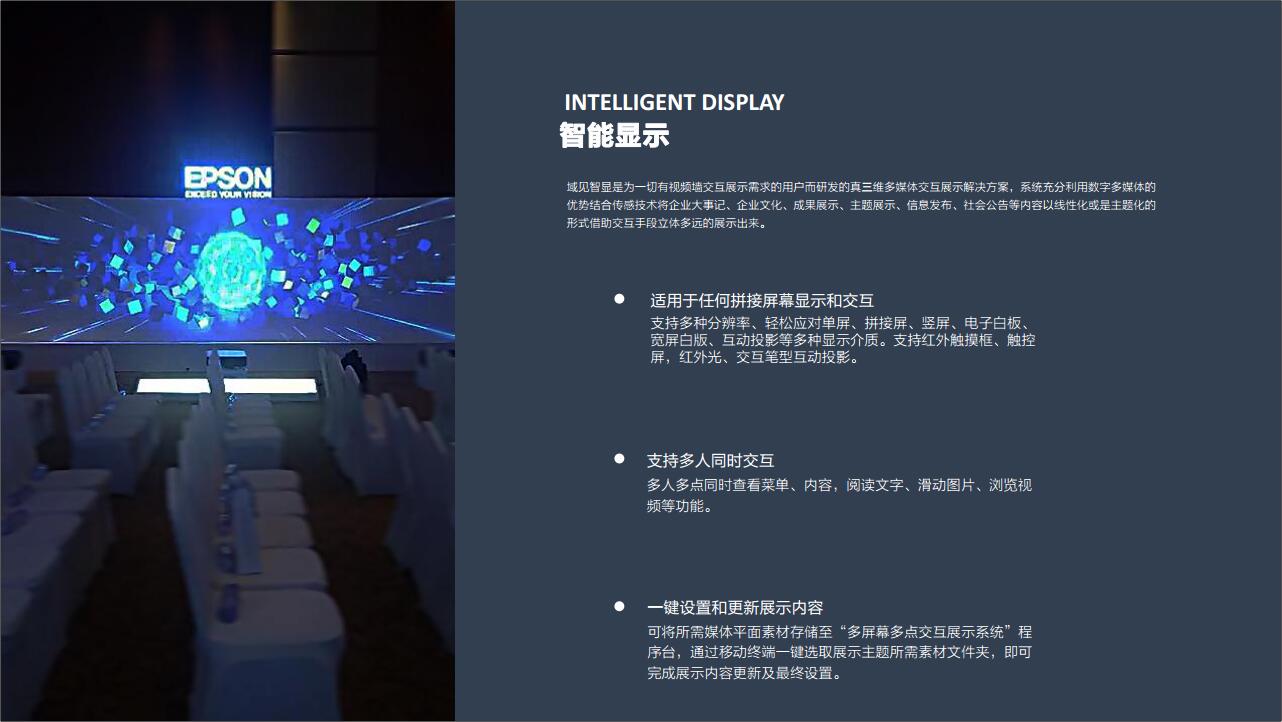 EPSON
EXCEED YOUR VISION
INTELLIGENT DISPLAY
智能显示
域见智显是为一切有视频墙交互展示需求的用户而研发的真三维多媒体交互展示解决方案，系统充分利用数字多媒体的
优势结合传感技术将企业大事记、企业文化、成果展示、主题展示、信息发布、社会公告等内容以线性化或是主题化的
形式借助交互手段立体多远的展示出来。
● 适用于任何拼接屏幕显示和交互
支持多种分辨率、轻松应对单屏、拼接屏、竖屏、电子白板、
宽屏白版、互动投影等多种显示介质。支持红外触摸框、触控
屏，红外光、交互笔型互动投影。
● 支持多人同时交互
多人多点同时查看菜单、内容，阅读文字、滑动图片、浏览视
频等功能。
● 一键设置和更新展示内容
可将所需媒体平面素材存储至“多屏幕多点交互展示系统”程
序台，通过移动终端一键选取展示主题所需素材文件夹，即可
完成展示内容更新及最终设置。